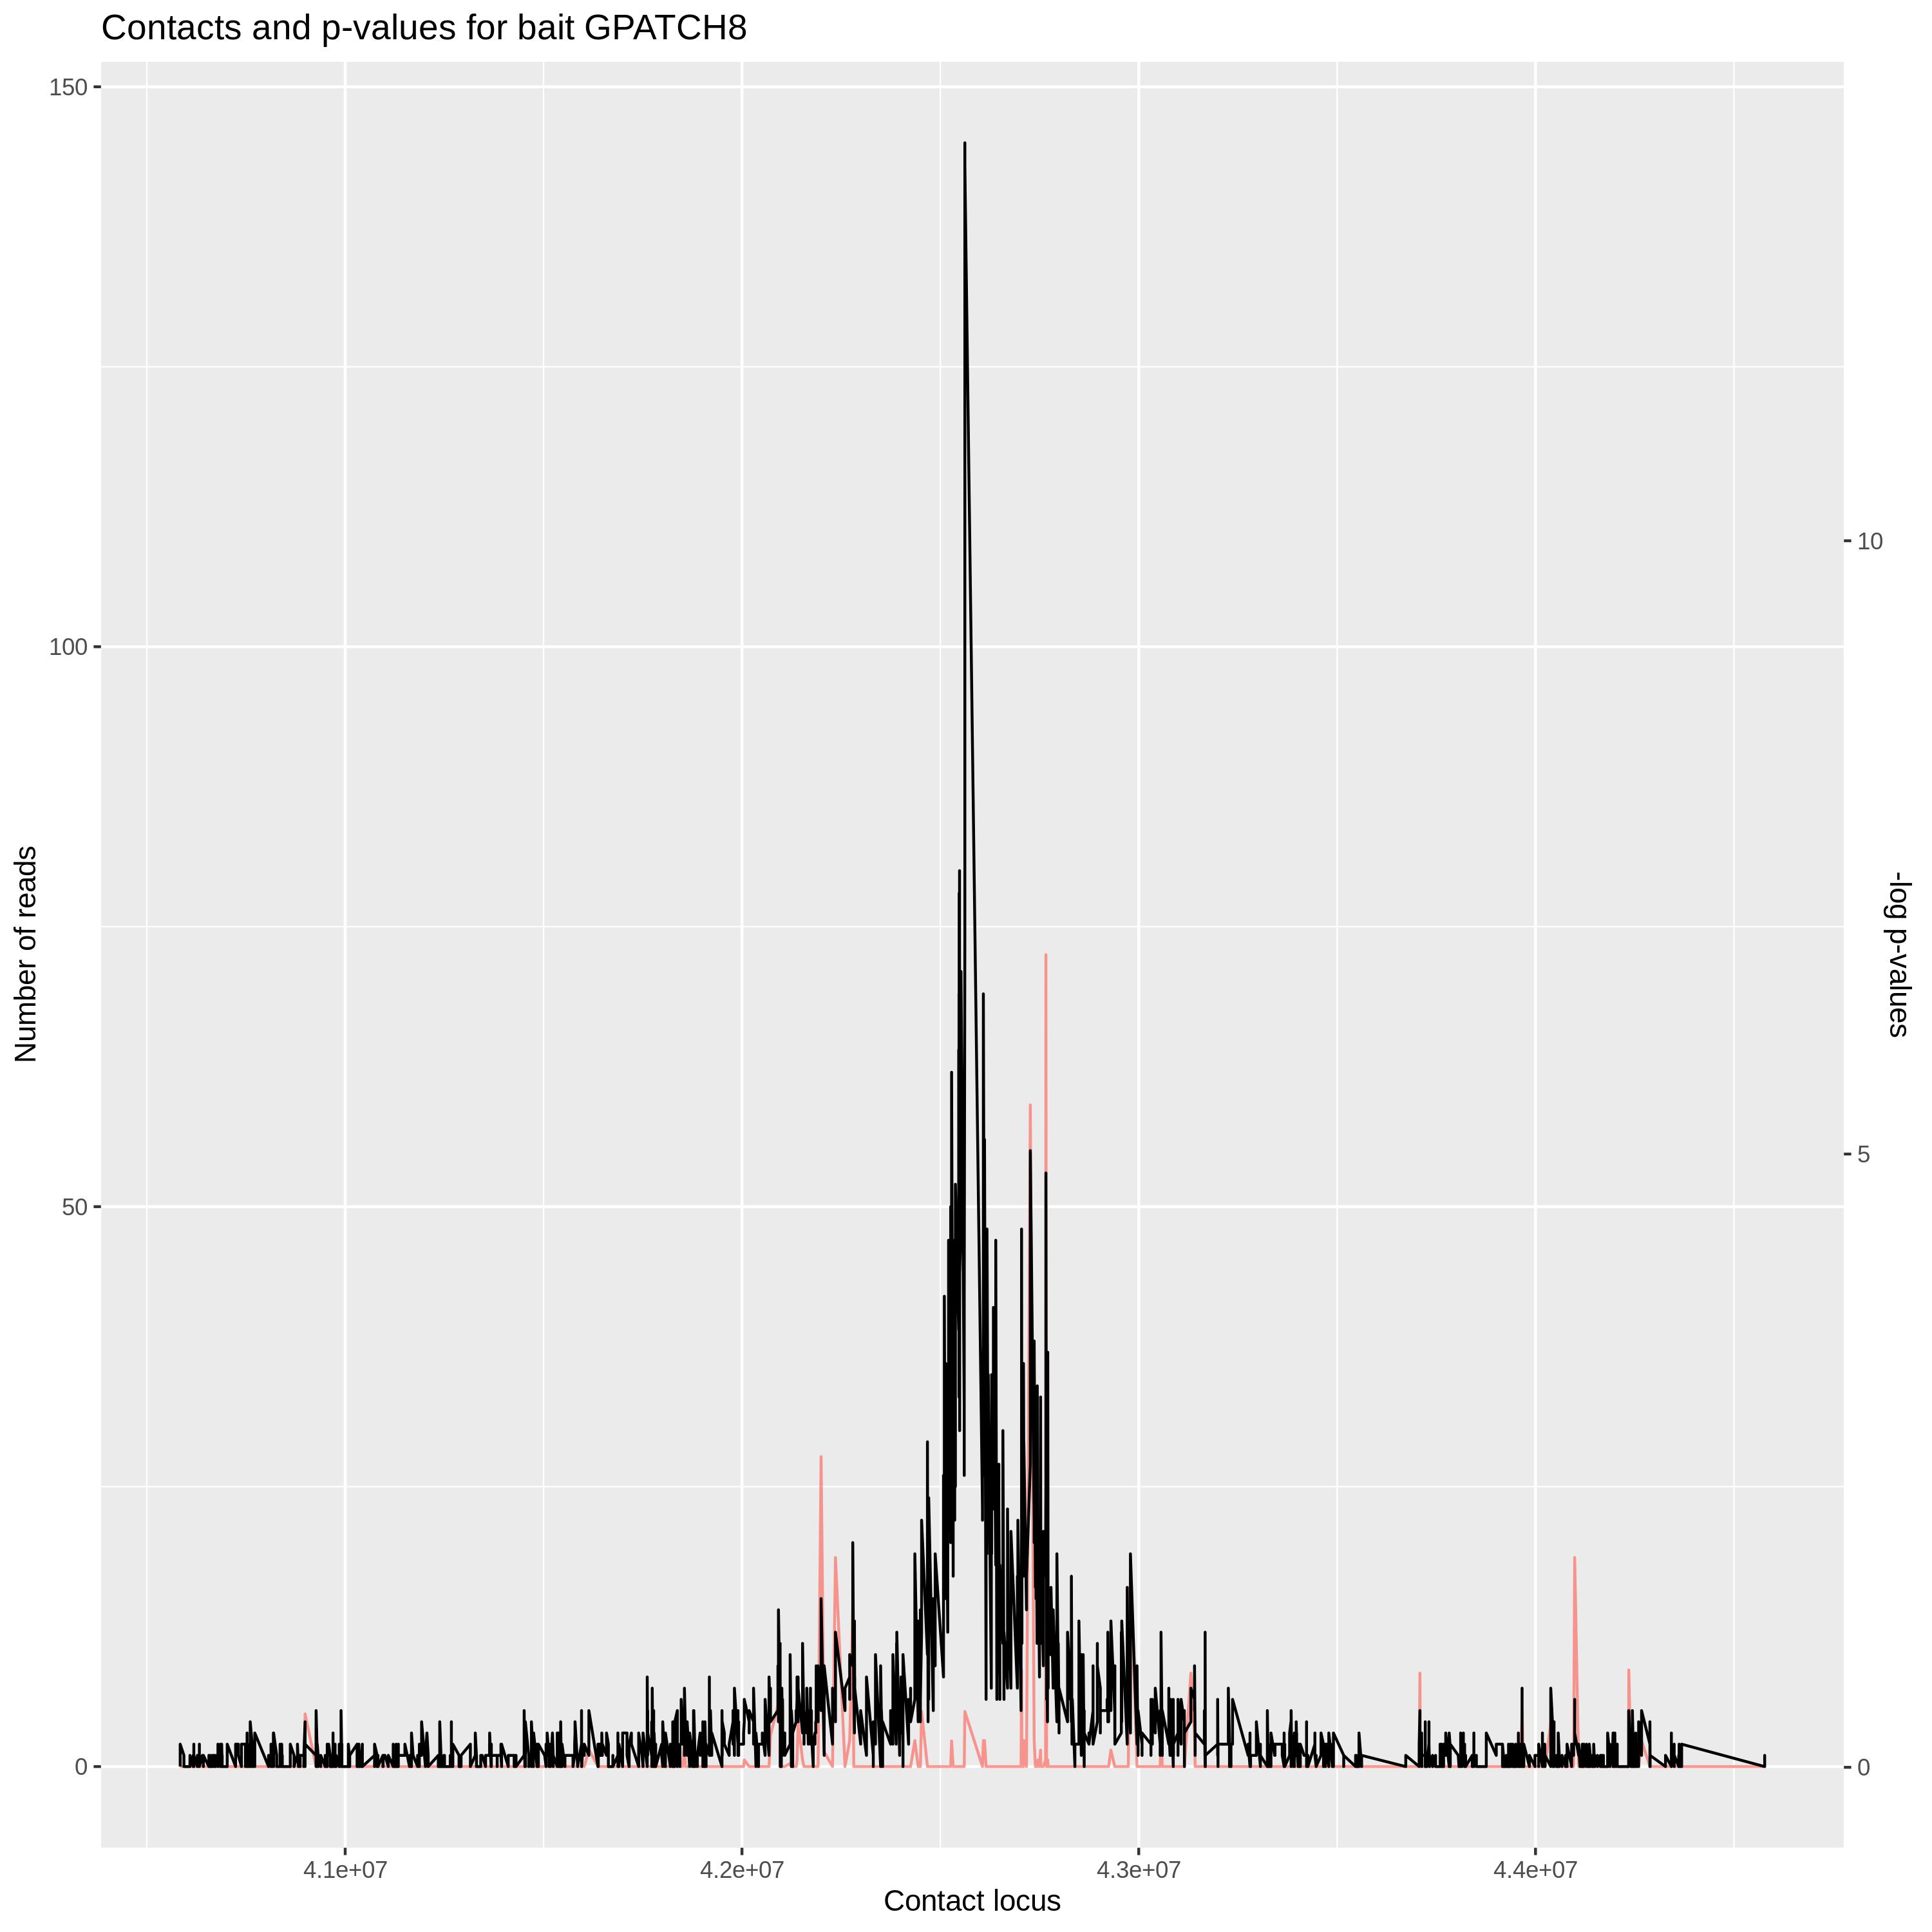 Contacts and p-values for bait GPATCH8
150
100
50
0
Number of reads
10
5
0
-log p-values
4.1e+07
4.2e+07
4.3e+07
4.4e+07
Contact locus